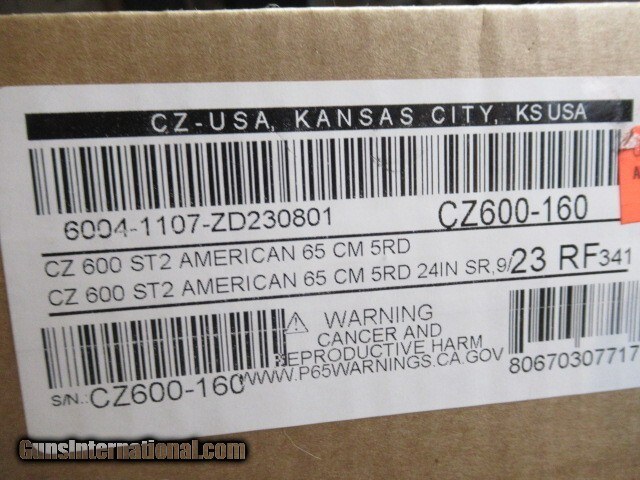 CZ-USA, KANSAS CITY, KS USA
6004-1107-ZD230801 CZ600-160
CZ 600 ST2 AMERICAN 65 CM 5RD
CZ 600 ST2 AMERICAN 65 CM 5RD 24IN SR,9/23 RF341
WARNING
CANCER AND
REPRODUCTIVE HARM
WWW.P65WARNINGS.CA.GOV
S/N.: CZ600-160
80670307717
GunsInternational.com